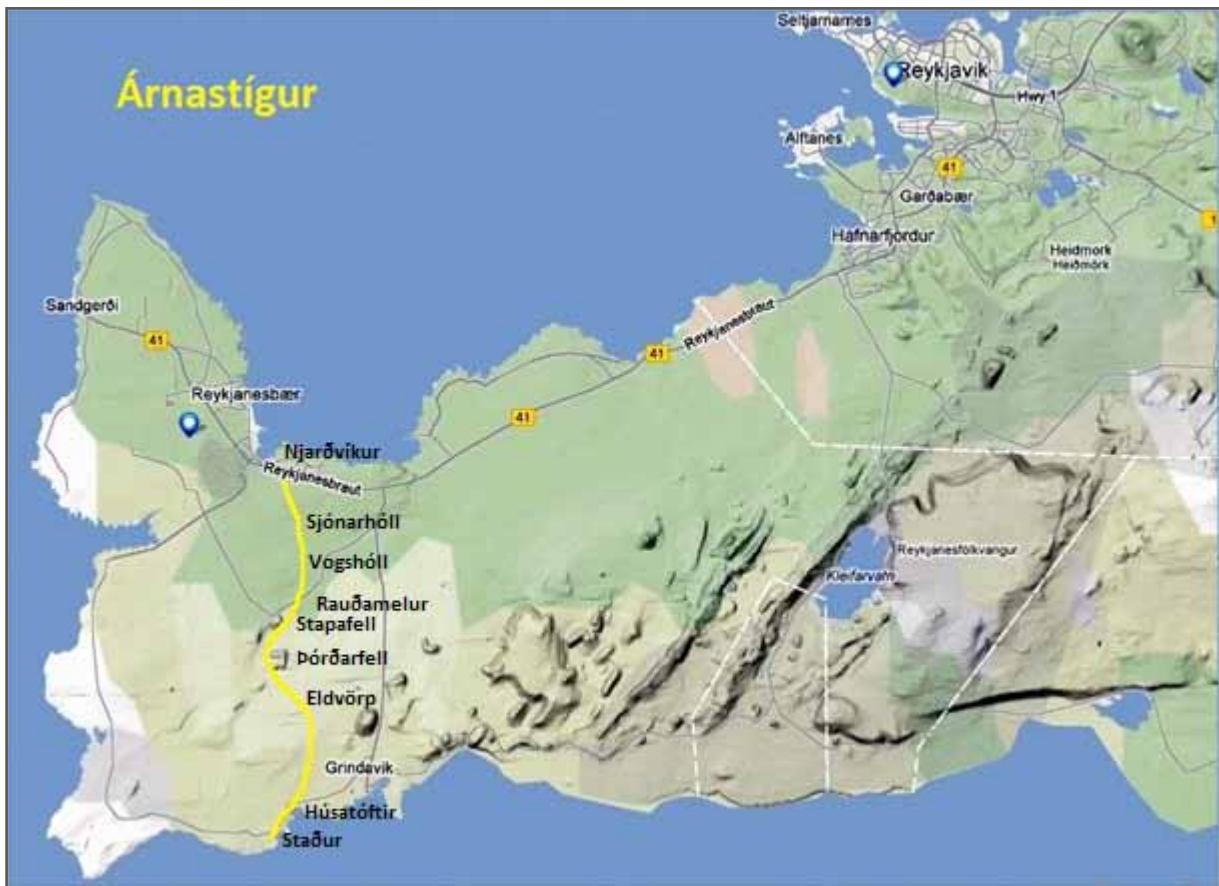 Seltjarnarnes
Reykjavik
Árnastígur
Hwy 1
Alftanes
41
Garðabær
1
Hafnarfjordur
Heidmork
Heiðmörk
Sandgerði
41
Reykjanesbraut
41
Reykjanesbær
41
Njarðvíkur
Reykjanesbraut
Sjónarhóll
Vogshóll
Reykjanesfólkvangur
Kleifarvatn
Rauðamelur
Stapafell
Þórðarfell
Eldvörp
Grindavik
Húsatóftir
Staður